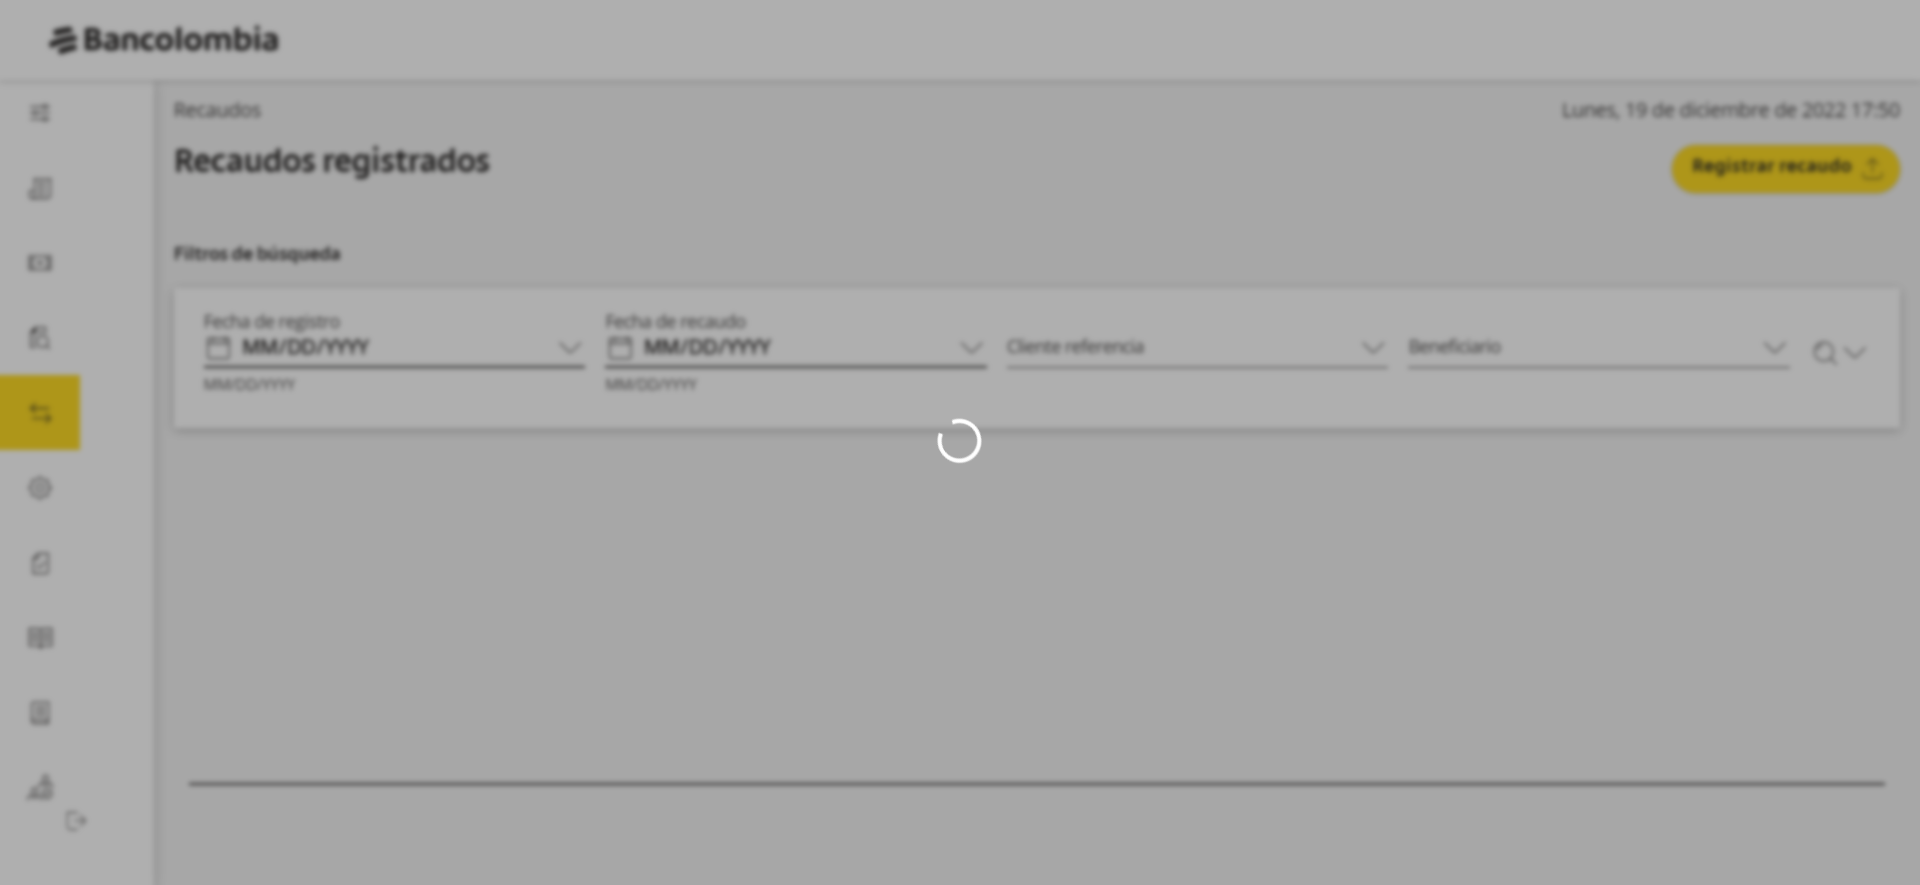 Bancolombia
Recaudos
Lunes, 19 de diciembre de 2022 17:50
Recaudos registrados
Registrar recaudo
Filtros de búsqueda
Fecha de registro
MM/DD/YYYY
MM/DD/YYYY
Fecha de recaudo
MM/DD/YYYY
MM/DD/YYYY
Cliente referencia
Beneficiario